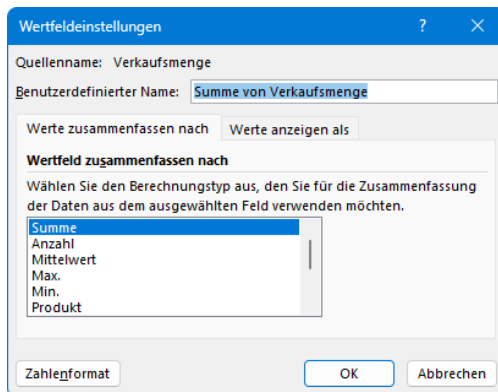 Wertfeldeinstellungen ?
Quellenname: Verkaufsmenge
Benutzerdefinierter Name: Summe von Verkaufsmenge
Werte zusammenfassen nach Werte anzeigen als
Wertfeld zusammenfassen nach
Wählen Sie den Berechnungstyp aus, den Sie für die Zusammenfassung
der Daten aus dem ausgewählten Feld verwenden möchten.
Summe
Anzahl
Mittelwert
Max.
Min.
Produkt
Zahlenformat OK Abbrechen